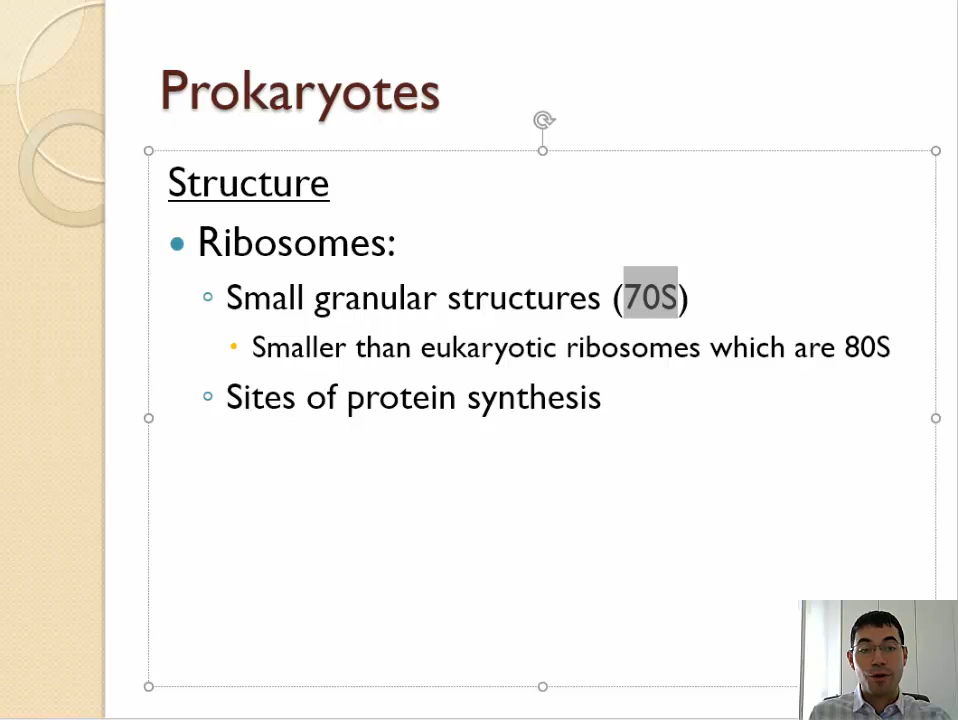 Prokaryotes
Structure
Ribosomes:
Small granular structures (70S)
Smaller than eukaryotic ribosomes which are 80S
Sites of protein synthesis